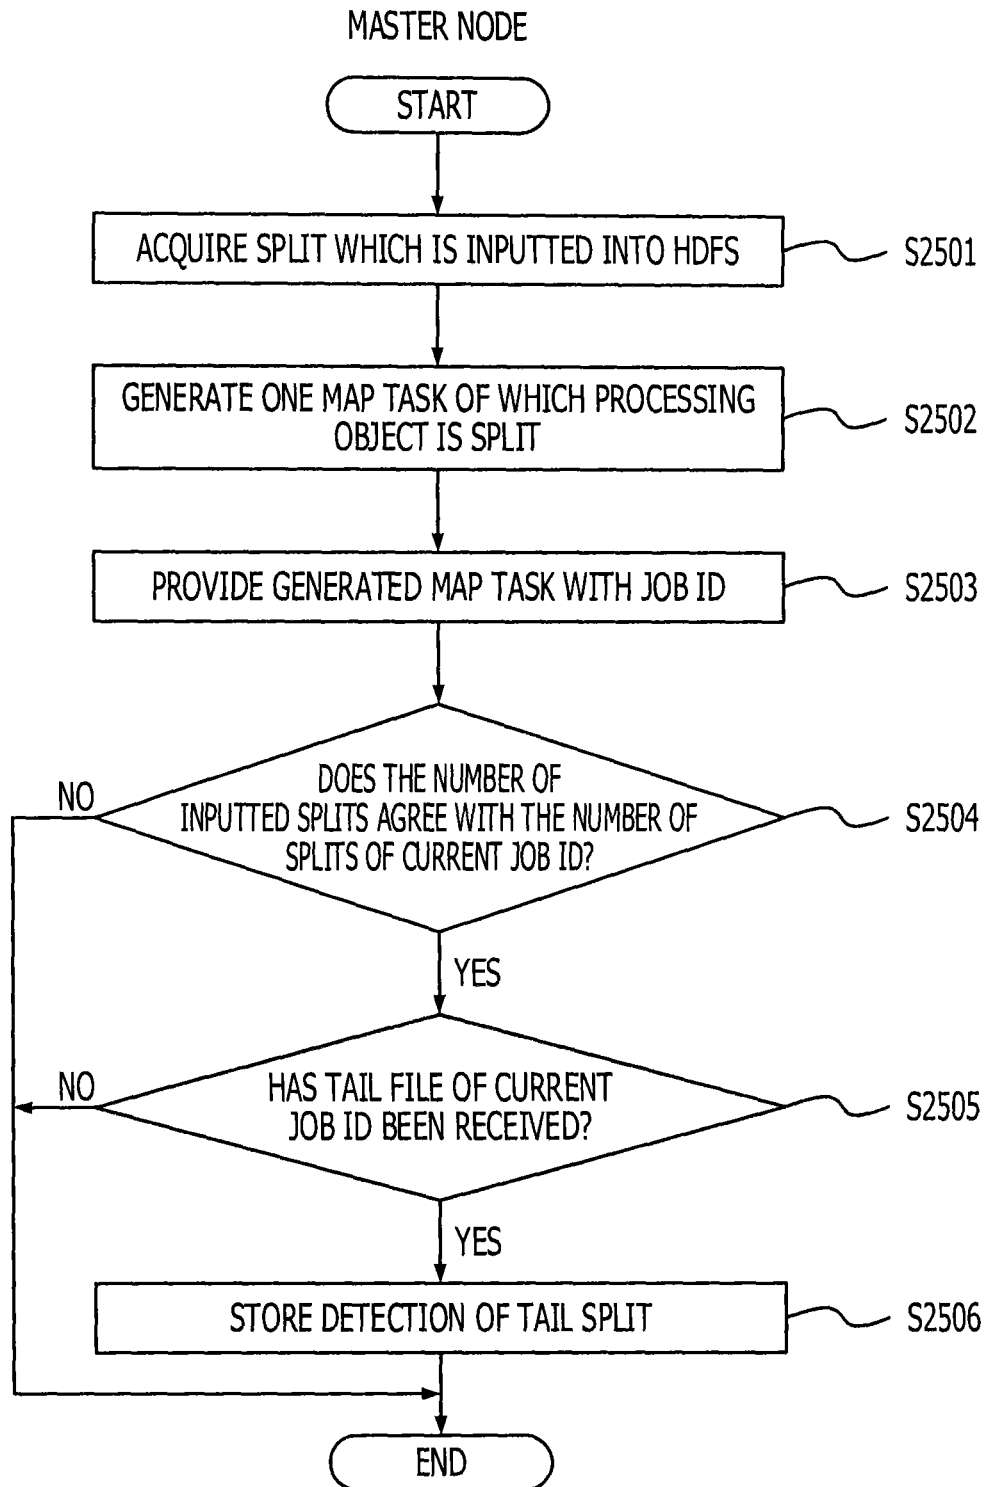 MASTER NODE
START
ACQUIRE SPLIT WHICH IS INPUTTED INTO HDFS
S2501
GENERATE ONE MAP TASK OF WHICH PROCESSING
OBJECT IS SPLIT
S2502
PROVIDE GENERATED MAP TASK WITH JOB ID
S2503
DOES THE NUMBER OF
INPUTTED SPLITS AGREE WITH THE NUMBER OF
SPLITS OF CURRENT JOB ID?
NO
S2504
YES
HAS TAIL FILE OF CURRENT
JOB ID BEEN RECEIVED?
NO
S2505
YES
STORE DETECTION OF TAIL SPLIT
S2506
END